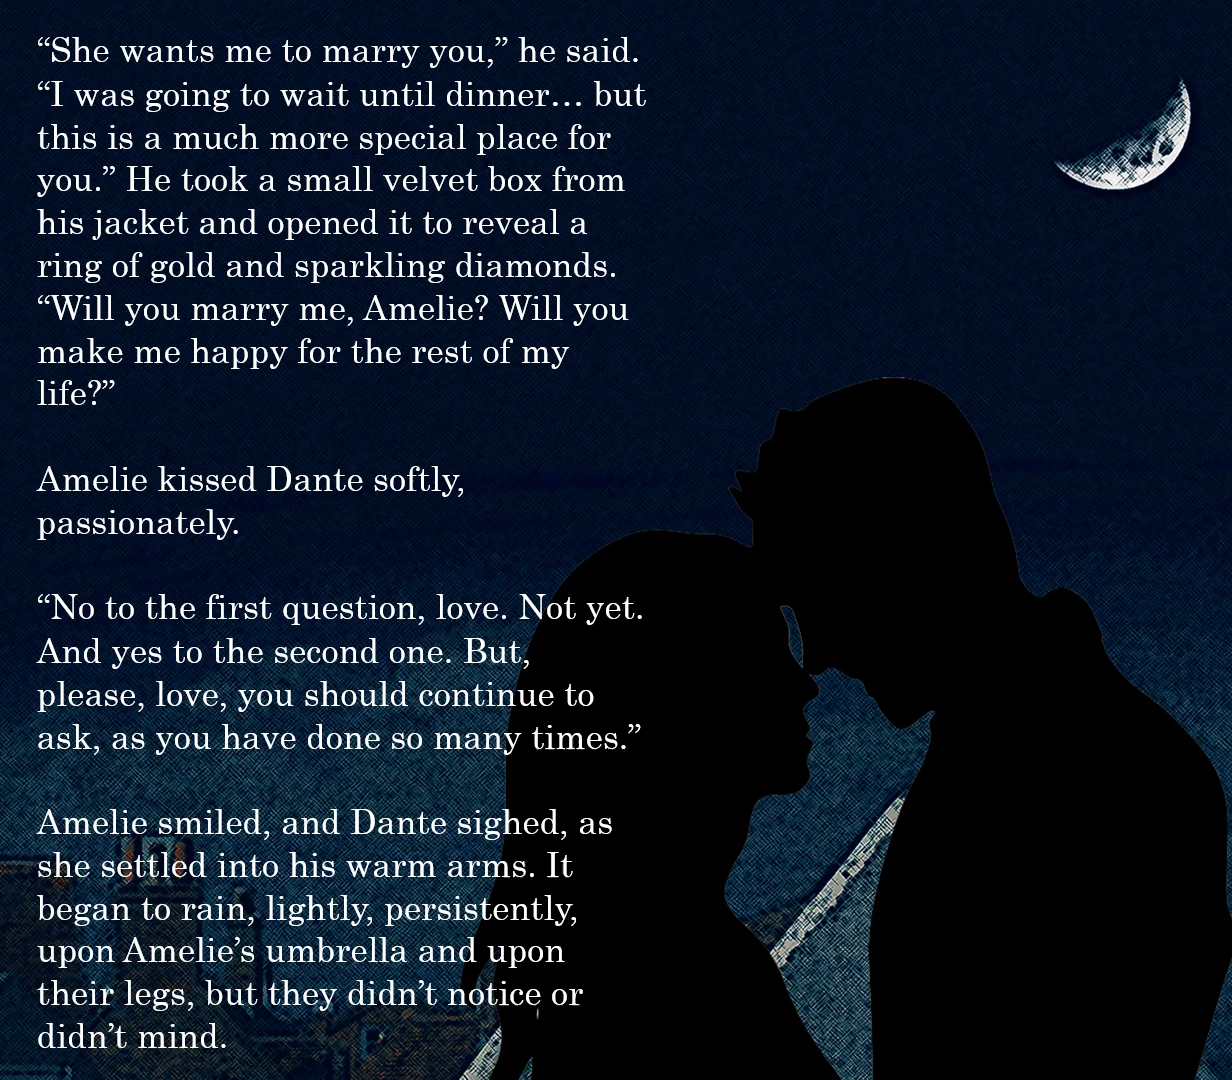 “She wants me to marry you,” he said.
“I was going to wait until dinner… but
this is a much more special place for
you.” He took a small velvet box from
his jacket and opened it to reveal a
ring of gold and sparkling diamonds.
“Will you marry me, Amelie? Will you
make me happy for the rest of my
life?”
Amelie kissed Dante softly,
passionately.
“No to the first question, love. Not yet.
And yes to the second one. But,
please, love, you should continue to
ask, as you have done so many times.”
Amelie smiled, and Dante sighed, as
she settled into his warm arms. It
began to rain, lightly, persistently,
upon Amelie’s umbrella and upon
their legs, but they didn’t notice or
didn’t mind.